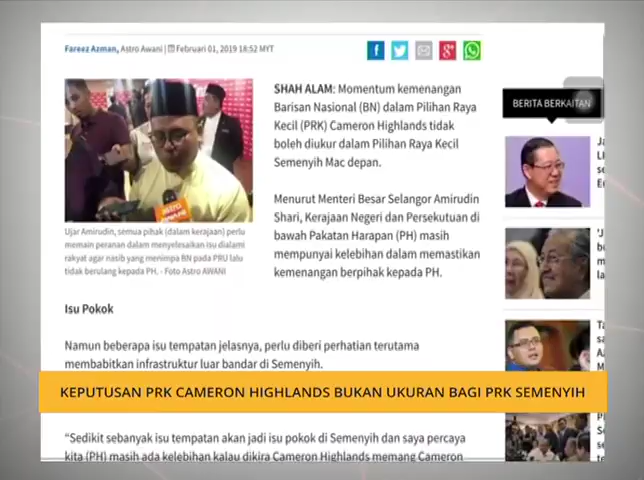 Fareez Azman, Astro Awani | Februari 01, 2019 18:52 MYT
SHAH ALAM: Momentum kemenangan
Barisan Nasional (BN) dalam Pilihan Raya
Kecil (PRK) Cameron Highlands tidak
boleh diukur dalam Pilihan Raya Kecil
Semenyih Mac depan.
Menurut Menteri Besar Selangor Amirudin
Shari, Kerajaan Negeri dan Persekutuan di
bawah Pakatan Harapan (PH) masih
mempunyai kelebihan dalam memastikan
kemenangan berpihak kepada PH.
Ujar Amirudin, semua pihak (dalam kerajaan) perlu
memain peranan dalam menyelesaikan isu dialami
rakyat agar nasib yang menimpa BN pada PRU lalu
tidak berulang kepada PH. - Foto Astro AWANI
Isu Pokok
Namun beberapa isu tempatan jelasnya, perlu diberi perhatian terutama
membabitkan infrastruktur luar bandar di Semenyih.
KEPUTUSAN PRK CAMERON HIGHLANDS BUKAN UKURAN BAGI PRK SEMENYIH
“Sedikit sebanyak isu tempatan akan jadi isu pokok di Semenyih dan saya percaya
kita (PH) masih ada kelebihan kalau dikira Cameron Highlands memang Cameron
BERITA BERKAITAN